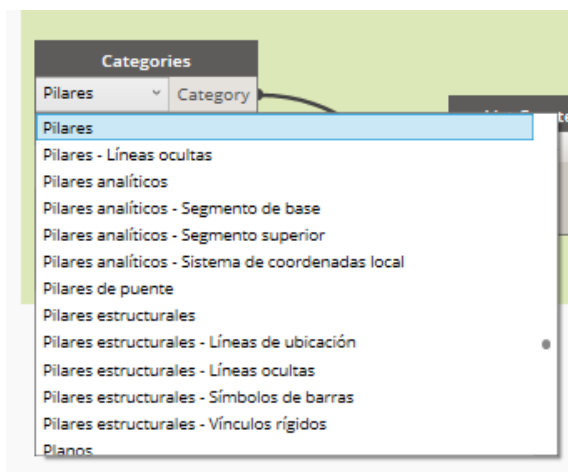 Categories
Pilares Category
Pilares
Pilares - Líneas ocultas
Pilares analíticos
Pilares analíticos - Segmento de base
Pilares analíticos - Segmento superior
Pilares analíticos - Sistema de coordenadas local
Pilares de puente
Pilares estructurales
Pilares estructurales - Líneas de ubicación
Pilares estructurales - Líneas ocultas
Pilares estructurales - Símbolos de barras
Pilares estructurales - Vínculos rígidos
Planos